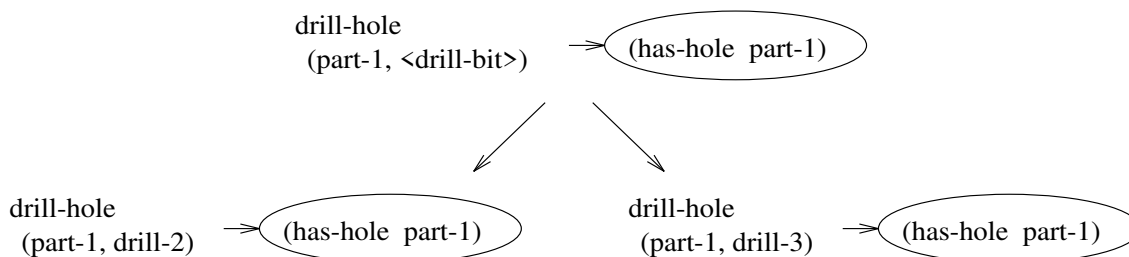 drill-hole
(part-1, <drill-bit>)
(has-hole part-1)
drill-hole
(part-1, drill-2)
(has-hole part-1)
drill-hole
(part-1, drill-3)
(has-hole part-1)